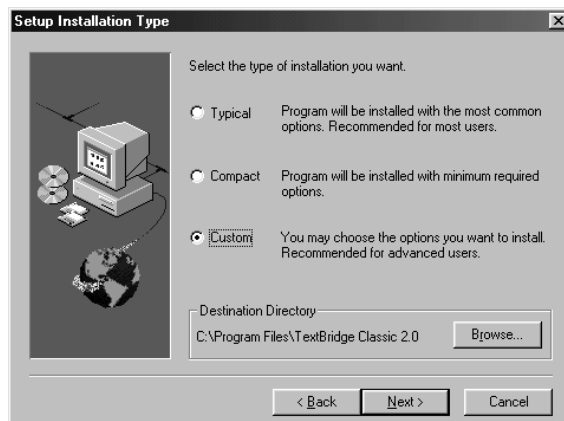 Setup Installation Type
Select the type of installation you want.
Typical Program will be installed with the most common
options. Recommended for most users.
Compact Program will be installed with minimum required
options.
Custom You may choose the options you want to install.
Recommended for advanced users.
Destination Directory
C:\Program Files\TextBridge Classic 2.0 Browse...
< Back Next > Cancel